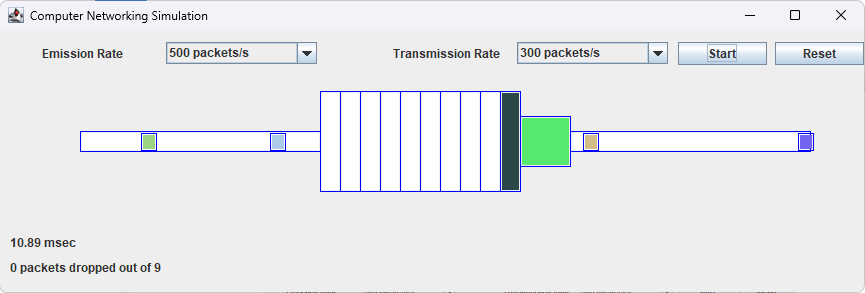 Computer Networking Simulation
Emission Rate 500 packets/s Transmission Rate 300 packets/s Start Reset
10.89 msec
0 packets dropped out of 9